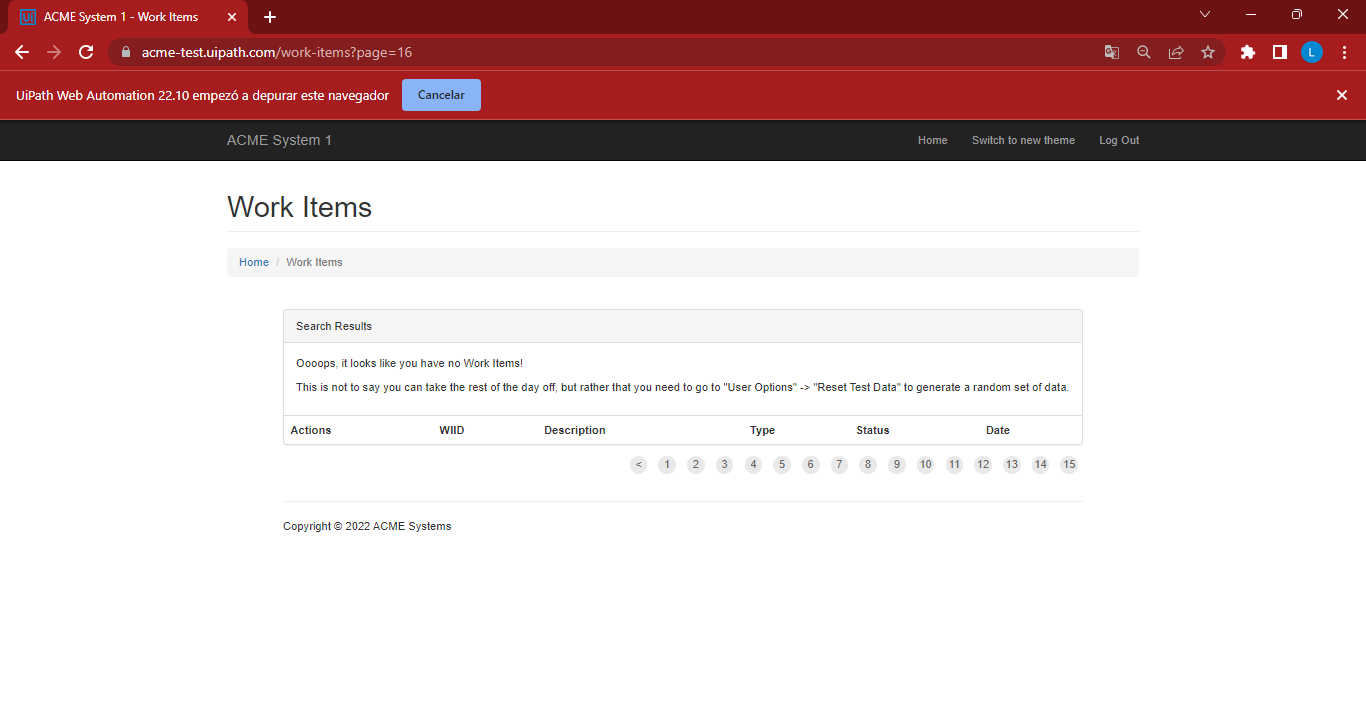 ACME System 1 - Work Items
acme-test.uipath.com/work-items?page=16
L
UiPath Web Automation 22.10 empezó a depurar este navegador
Cancelar
ACME System 1
Home
Switch to new theme
Log Out
Work Items
Home / Work Items
Search Results
Oooops, it looks like you have no Work Items!
This is not to say you can take the rest of the day off, but rather that you need to go to "User Options" -> "Reset Test Data" to generate a random set of data.
Actions WIID Description Type Status Date
< 1 2 3 4 5 6 7 8 9 10 11 12 13 14 15
Copyright © 2022 ACME Systems